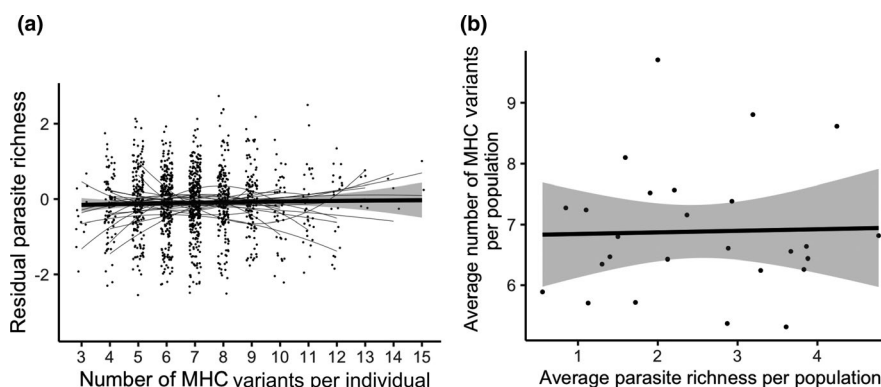 (a)
Residual parasite richness
2
0
-2
3 4 5 6 7 8 9 10 11 12 13 14 15
Number of MHC variants per individual
(b)
Average number of MHC variants
per population
9
8
7
6
1 2 3 4
Average parasite richness per population